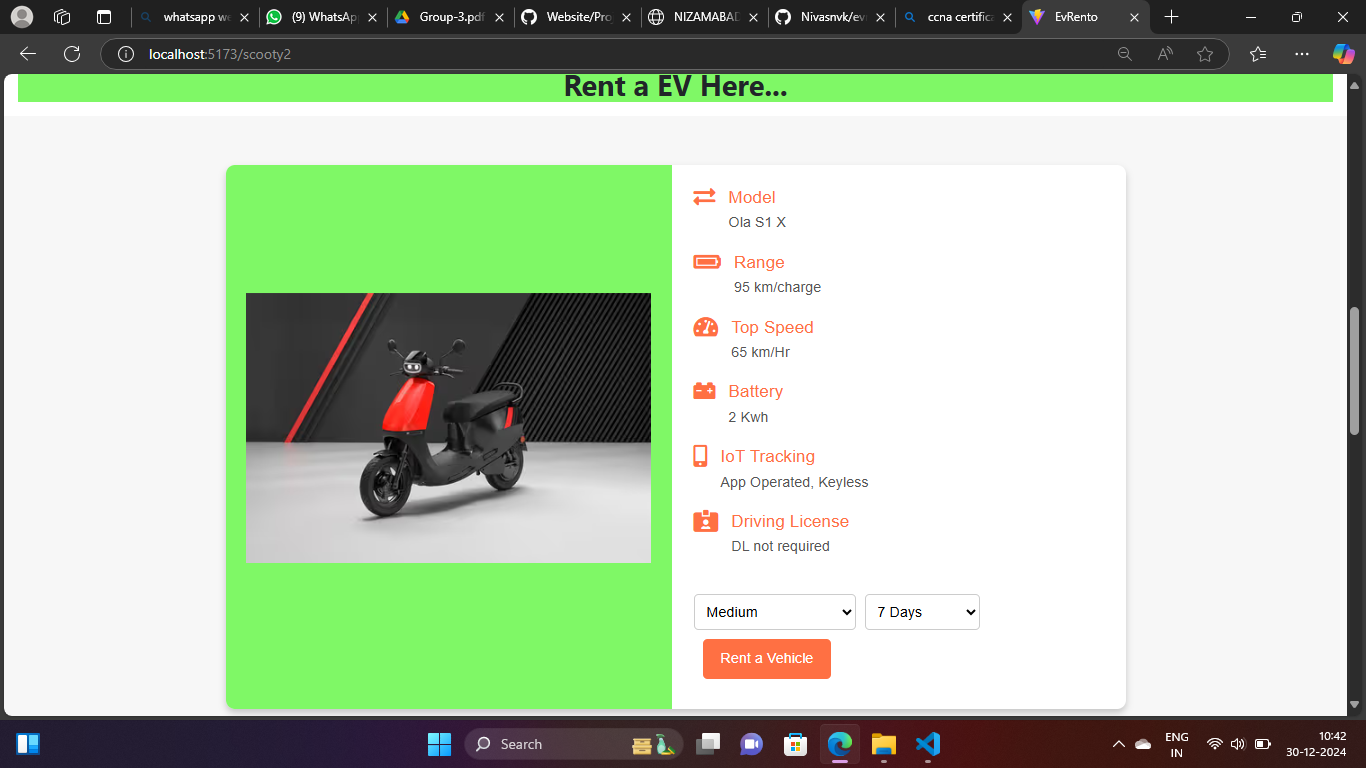 whatsapp we
(9) WhatsAp
Group-3.pdf
Website/Pro
NIZAMABAD
Nivasnvk/ev
ccna certific
EvRento
localhost:5173/scooty2
Rent a EV Here...
Model
Ola S1 X
Range
95 km/charge
Top Speed
65 km/Hr
Battery
2 Kwh
IoT Tracking
App Operated, Keyless
Driving License
DL not required
Medium
7 Days
Rent a Vehicle
Search
ENG
IN
10:42
30-12-2024